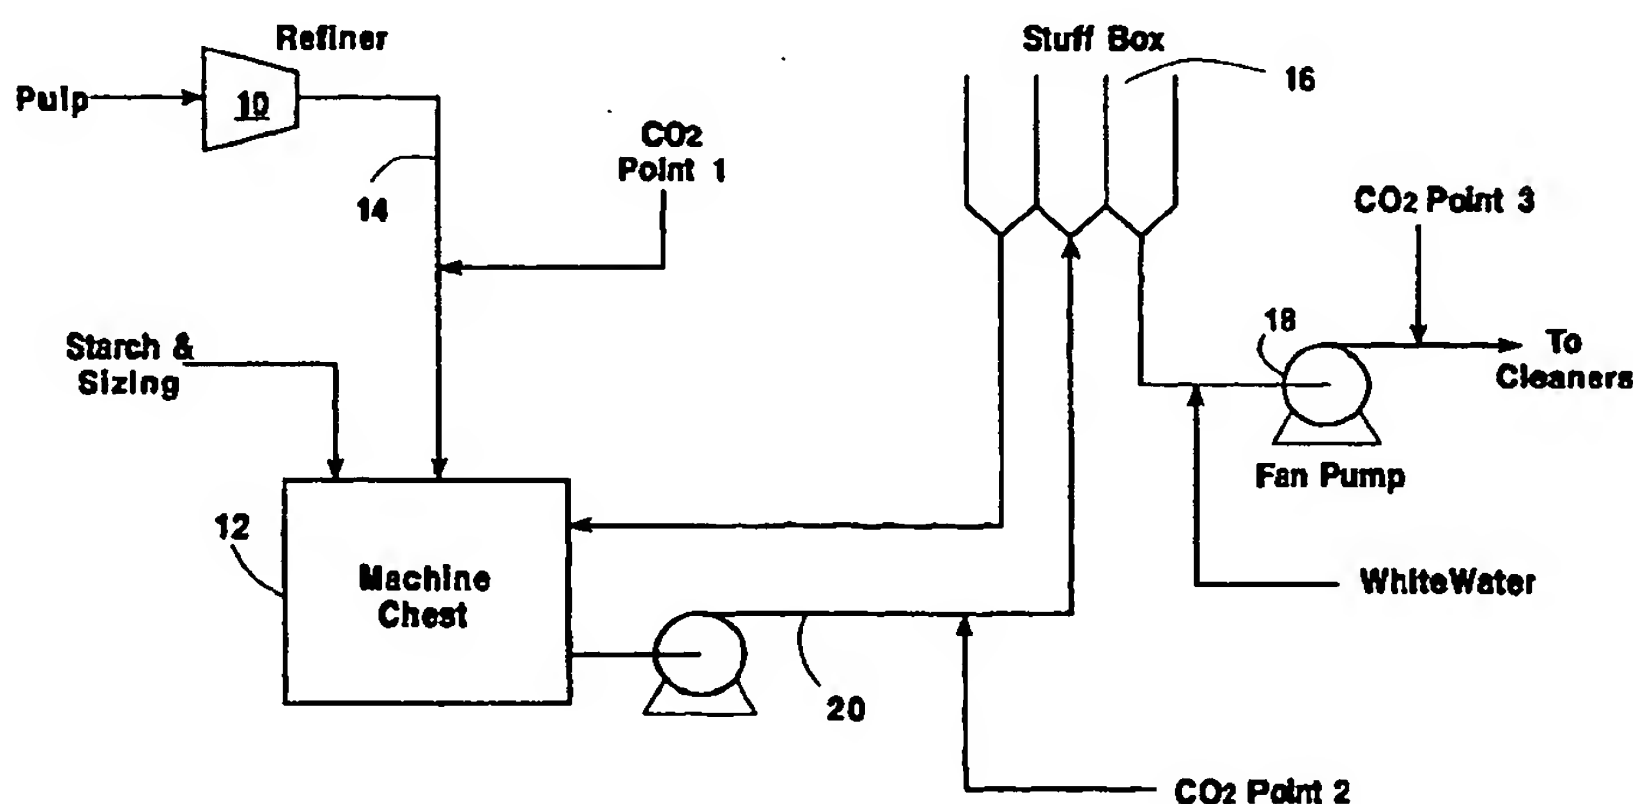 Refiner
Pulp
10
14
CO2
Point 1
Stuff Box
16
CO2 Point 3
18
To
Cleaners
Fan Pump
Starch &
Sizing
12
Machine
Chest
20
WhiteWater
CO2 Point 2